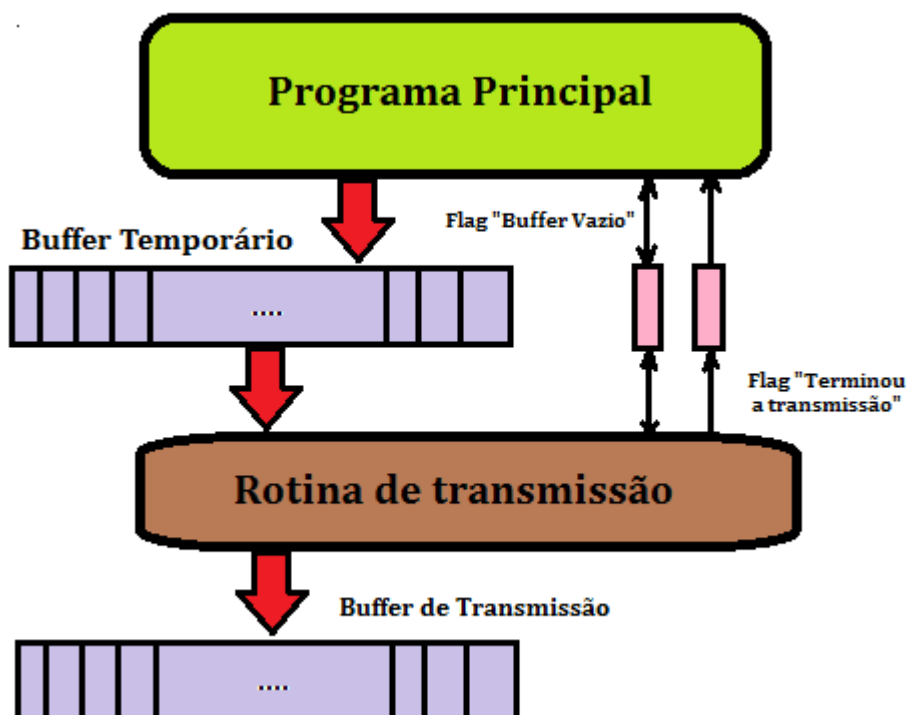 Programa Principal
Flag "Buffer Vazio"
Buffer Temporário
....
Flag "Terminou
a transmissão"
Rotina de transmissão
Buffer de Transmissão
....